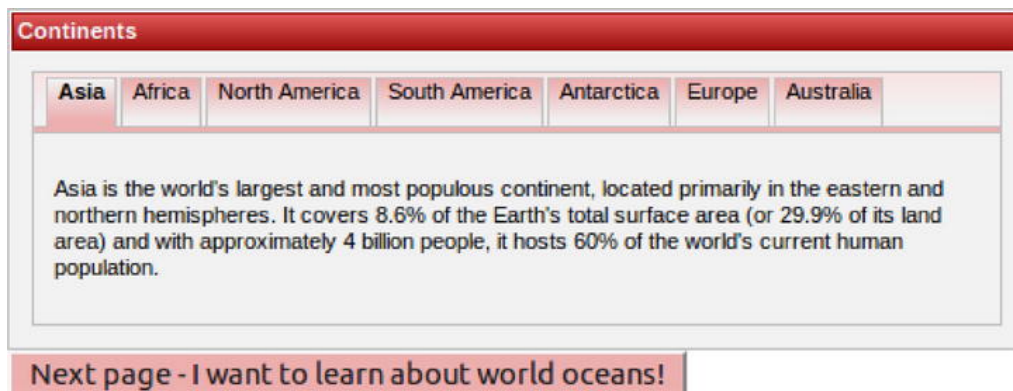 Continents
Asia Africa North America South America Antarctica Europe Australia
Asia is the world's largest and most populous continent, located primarily in the eastern and
northern hemispheres. It covers 8.6% of the Earth's total surface area (or 29.9% of its land
area) and with approximately 4 billion people, it hosts 60% of the world's current human
population.
Next page - I want to learn about world oceans!